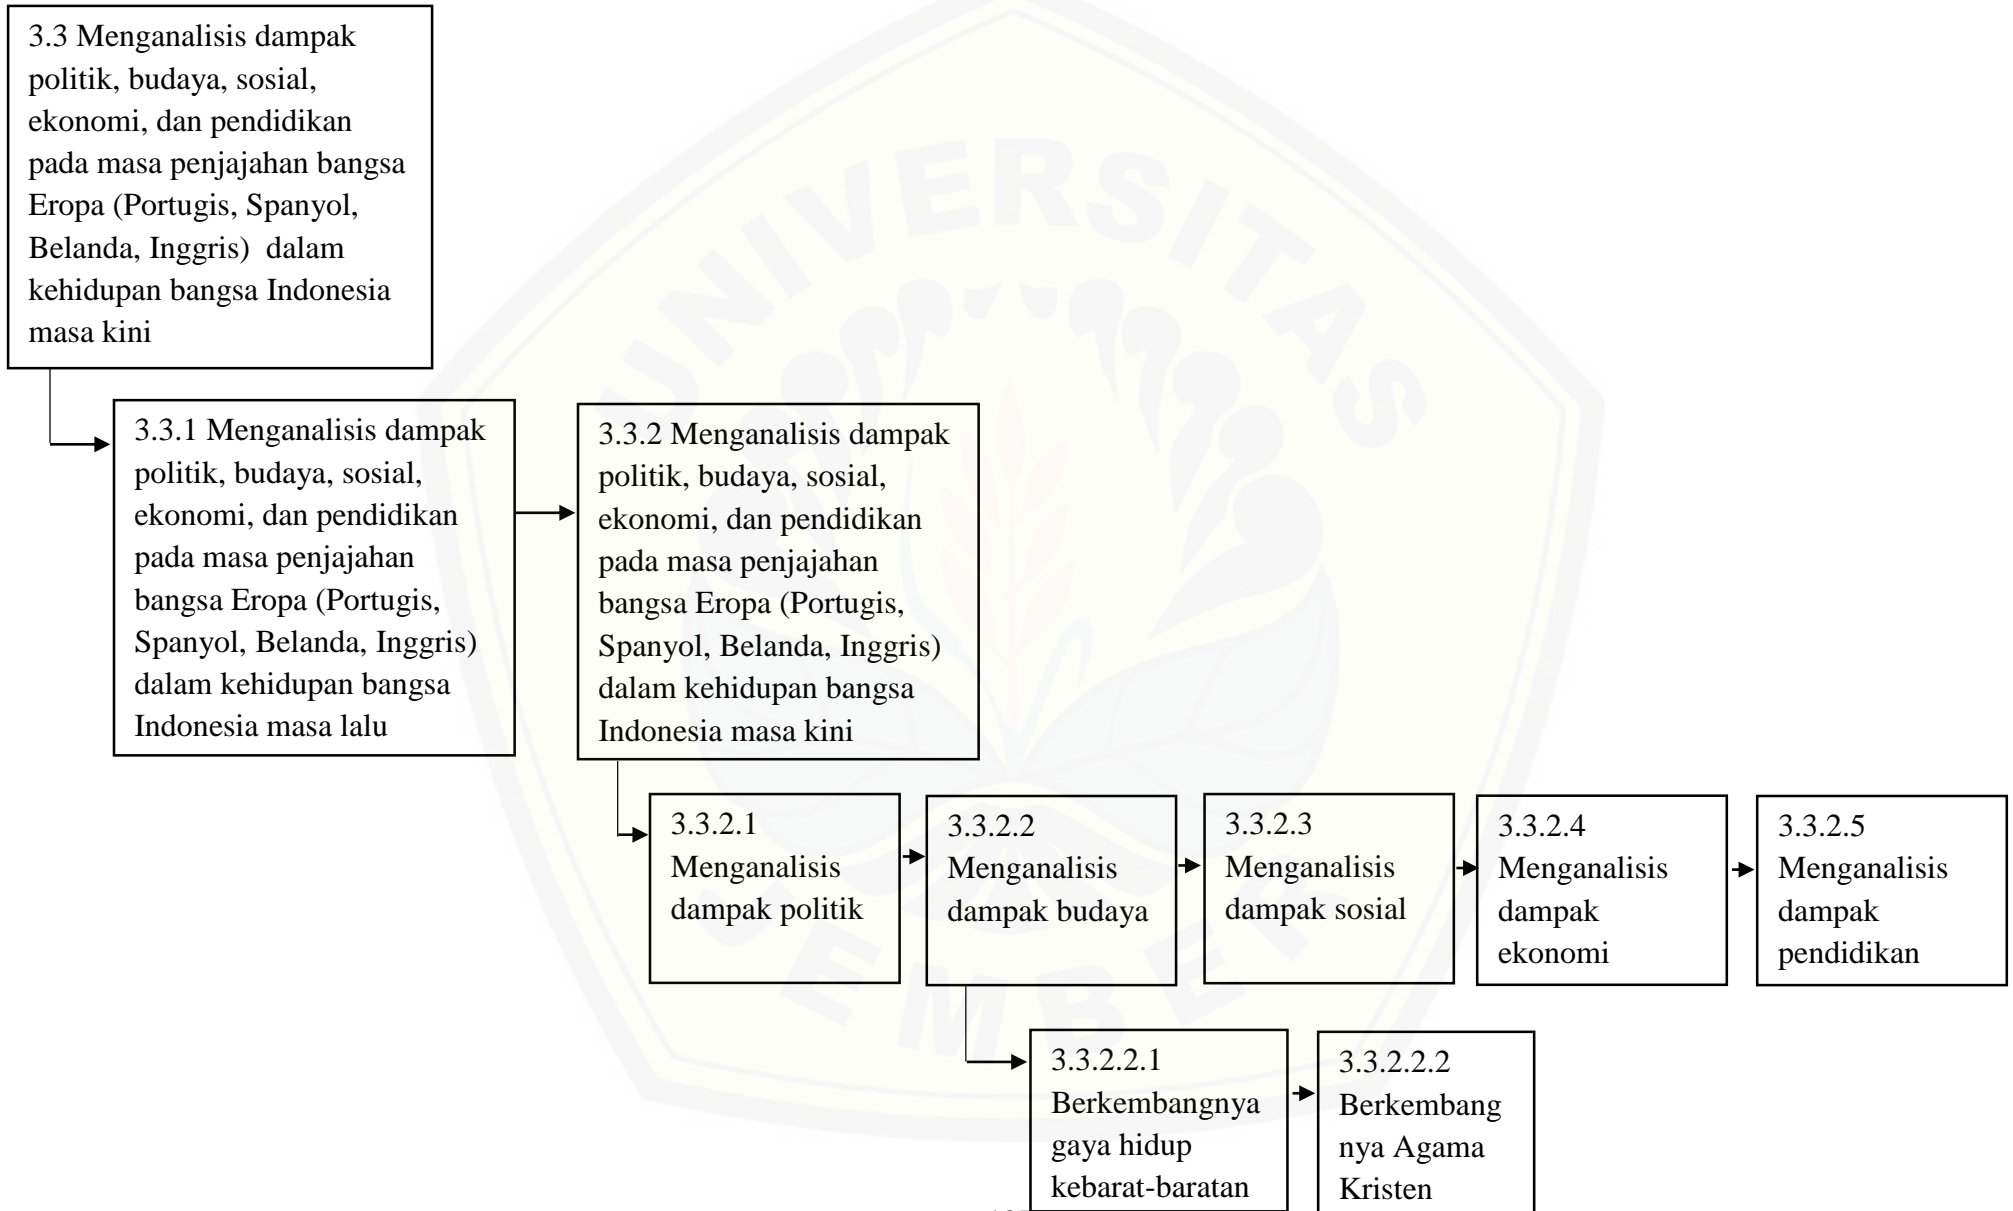 3.3 Menganalisis dampak
politik, budaya, sosial,
ekonomi, dan pendidikan
pada masa penjajahan bangsa
Eropa (Portugis, Spanyol,
Belanda, Inggris)  dalam
kehidupan bangsa Indonesia
masa kini
3.3.1 Menganalisis dampak
politik, budaya, sosial,
ekonomi, dan pendidikan
pada masa penjajahan
bangsa Eropa (Portugis,
Spanyol, Belanda, Inggris)
dalam kehidupan bangsa
Indonesia masa lalu
3.3.2 Menganalisis dampak
politik, budaya, sosial,
ekonomi, dan pendidikan
pada masa penjajahan
bangsa Eropa (Portugis,
Spanyol, Belanda, Inggris)
dalam kehidupan bangsa
Indonesia masa kini
3.3.2.1
Menganalisis
dampak politik
3.3.2.2
Menganalisis
dampak budaya
3.3.2.3
Menganalisis
dampak sosial
3.3.2.4
Menganalisis
dampak
ekonomi
3.3.2.5
Menganalisis
dampak
pendidikan
3.3.2.2.1
Berkembangnya
gaya hidup
kebarat-baratan
3.3.2.2.2
Berkembang
nya Agama
Kristen
UNIVERSITAS
JEMBER